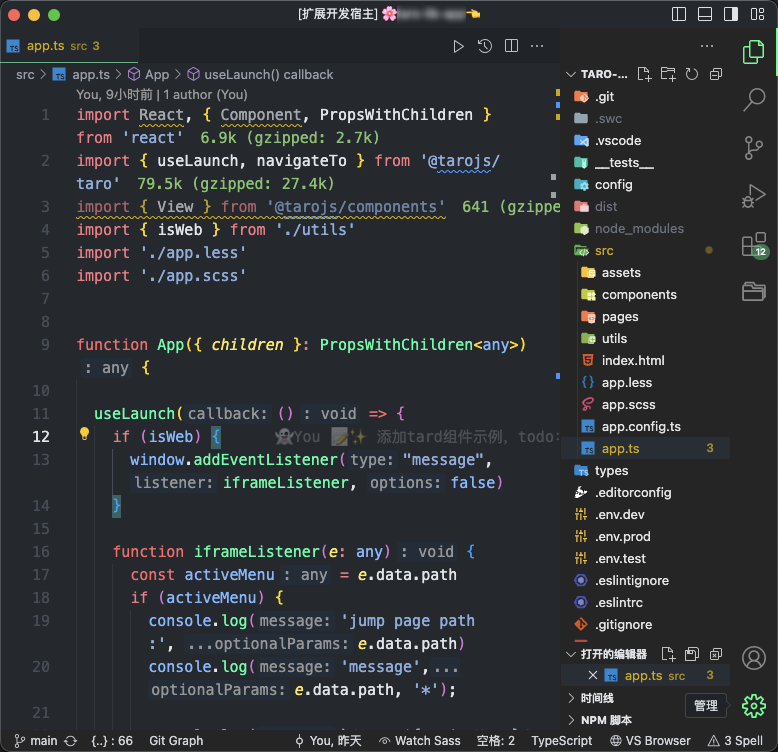 [扩展开发宿主]
app.ts src 3
src > app.ts > App > useLaunch() callback
You, 9小时前 | 1 author (You)
1 import React, { Component, PropsWithChildren }
from 'react' 6.9k (gzipped: 2.7k)
2 import { useLaunch, navigateTo } from '@tarojs/
taro' 79.5k (gzipped: 27.4k)
3 import { View } from '@tarojs/components' 641 (gzippe
4 import { isWeb } from './utils'
5 import './app.less'
6 import './app.scss'
7
8
9 function App({ children }: PropsWithChildren<any>)
: any {
10
11 useLaunch(callback: () : void => {
12 if (isWeb) { You 添加tard组件示例, todo:
13 window.addEventListener(type: "message",
listener: iframeListener, options: false)
14 }
15
16 function iframeListener(e: any) : void {
17 const activeMenu : any = e.data.path
18 if (activeMenu) {
19 console.log(message: 'jump page path
:', ...optionalParams: e.data.path)
20 console.log(message: 'message', ...
optionalParams: e.data.path, '*');
21
TARO-...
.git
.swc
.vscode
__tests__
config
dist
node_modules
src
assets
components
pages
utils
index.html
app.less
app.scss
app.config.ts
app.ts 3
types
.editorconfig
.env.dev
.env.prod
.env.test
.eslintignore
.eslintrc
.gitignore
打开的编辑器
app.ts src 3
时间线
NPM 脚本
12
管理
main {..} : 66 Git Graph You, 昨天 Watch Sass 空格: 2 TypeScript VS Browser 3 Spell